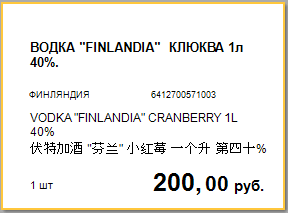 ВОДКА "FINLANDIA"  КЛЮКВА 1л
40%.
ФИНЛЯНДИЯ 6412700571003
VODKA "FINLANDIA" CRANBERRY 1L
40%
伏特加酒 "芬兰" 小红莓 一个升 第四十%
1 шт 200,00 руб.